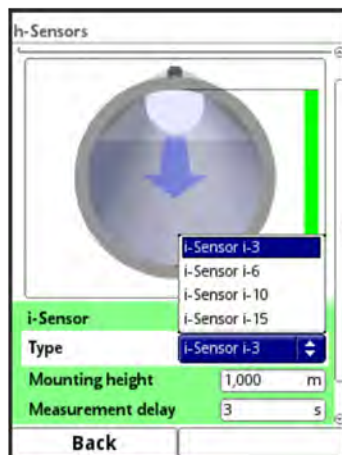 h-Sensors
i-Sensor i-3
i-Sensor i-6
i-Sensor i-10
i-Sensor i-15
i-Sensor
Type i-Sensor i-3
Mounting height 1,000 m
Measurement delay 3 s
Back